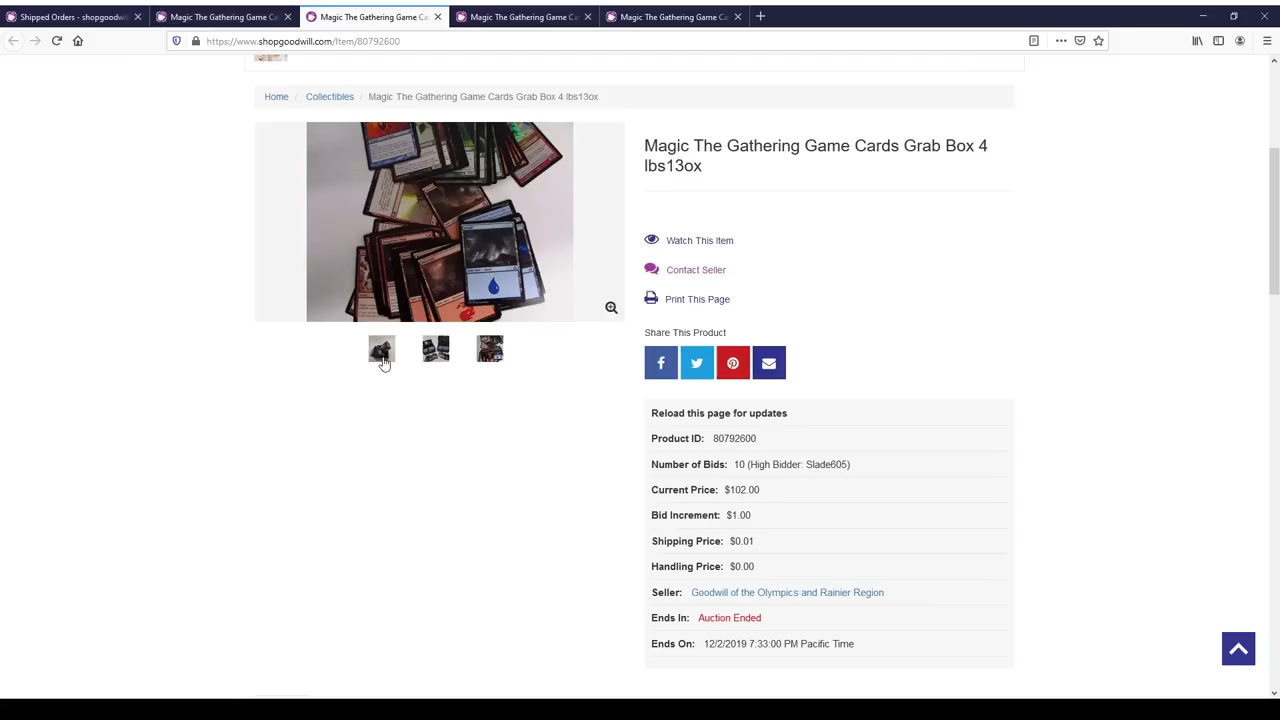 Shipped Orders - shopgoodwi
Magic The Gathering Game Ca
Magic The Gathering Game Ca
Magic The Gathering Game Ca
Magic The Gathering Game Ca
https://www.shopgoodwill.com/Item/80792600
Home / Collectibles / Magic The Gathering Game Cards Grab Box 4 lbs13ox
Magic The Gathering Game Cards Grab Box 4
lbs13ox
Watch This Item
Contact Seller
Print This Page
Share This Product
Reload this page for updates
Product ID: 80792600
Number of Bids: 10 (High Bidder: Slade605)
Current Price: $102.00
Bid Increment: $1.00
Shipping Price: $0.01
Handling Price: $0.00
Seller: Goodwill of the Olympics and Rainier Region
Ends In: Auction Ended
Ends On: 12/2/2019 7:33:00 PM Pacific Time